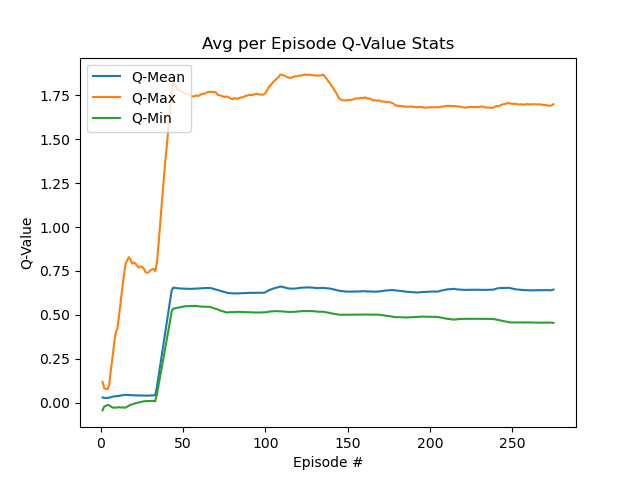 Avg per Episode Q-Value Stats
Q-Mean
Q-Max
Q-Min
1.75
1.50
1.25
1.00
0.75
0.50
0.25
0.00
Q-Value
0 50 100 150 200 250
Episode #